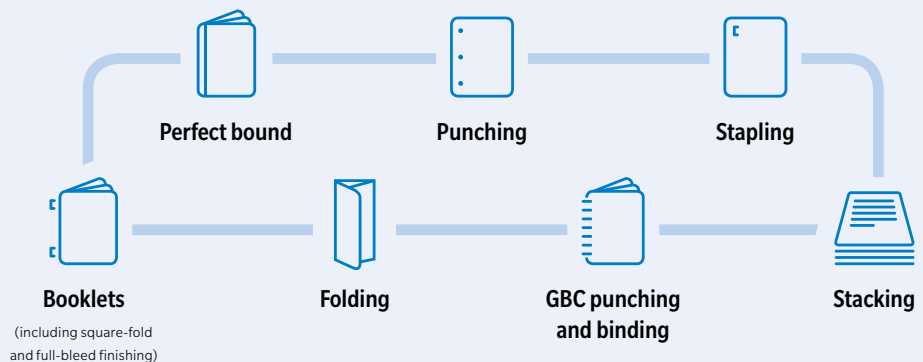 Perfect bound
Punching
Stapling
Booklets
(including square-fold
and full-bleed finishing)
Folding
GBC punching
and binding
Stacking